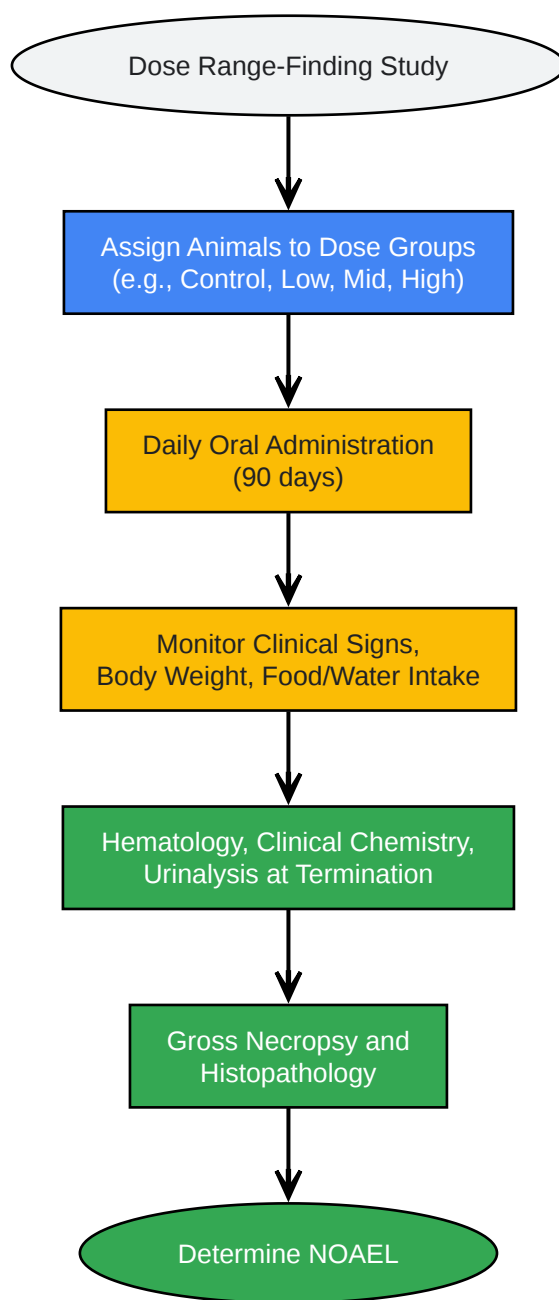 Dose Range-Finding Study
Assign Animals to Dose Groups
(e.g., Control, Low, Mid, High)
Daily Oral Administration
(90 days)
Monitor Clinical Signs,
Body Weight, Food/Water Intake
Hematology, Clinical Chemistry,
Urinalysis at Termination
Gross Necropsy and
Histopathology
Determine NOAEL